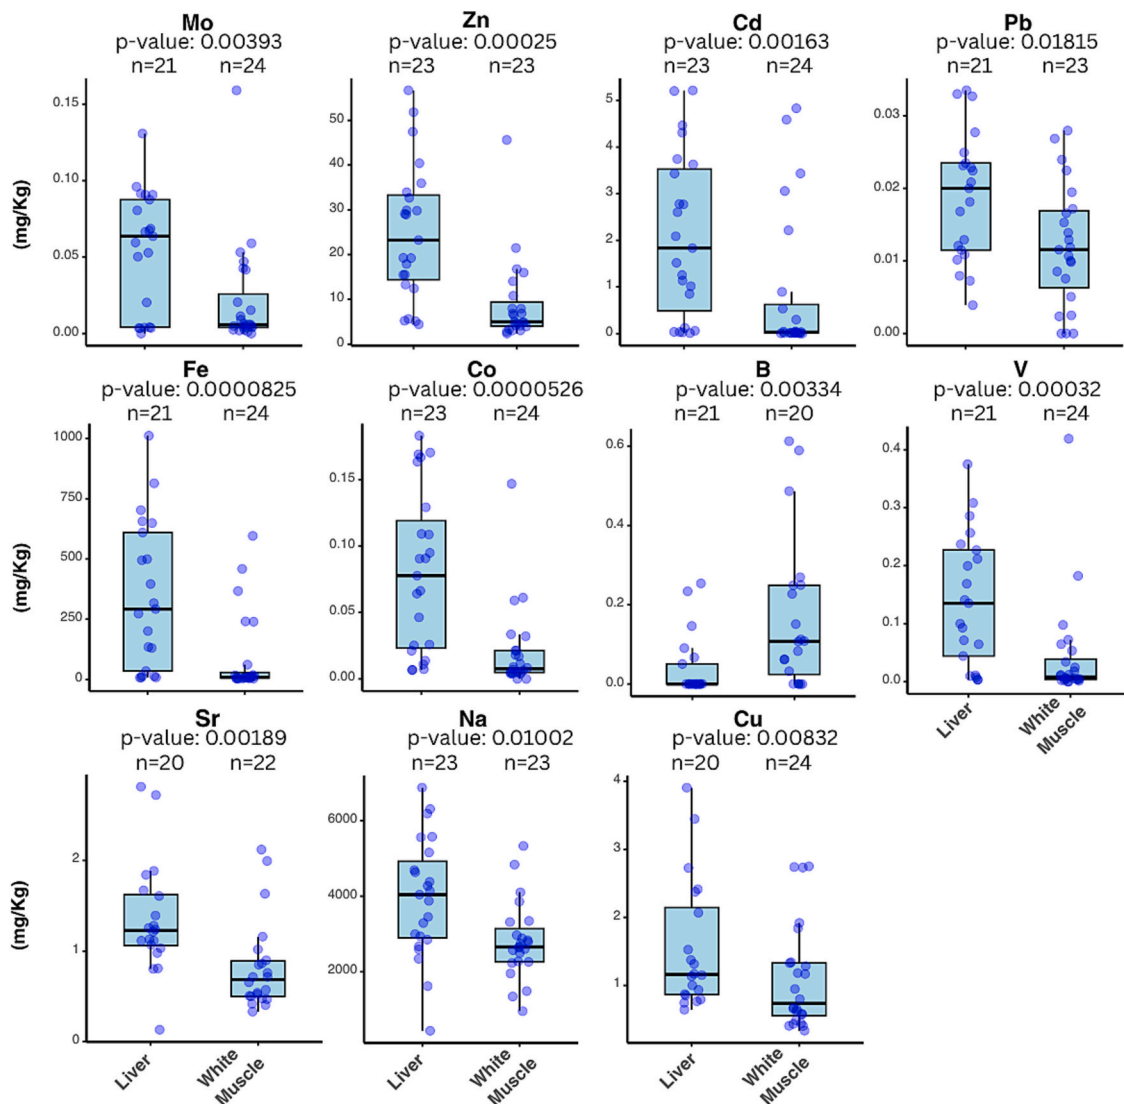 Mo
p-value: 0.00393
n=21 n=24
Zn
p-value: 0.00025
n=23 n=23
Cd
p-value: 0.00163
n=23 n=24
Pb
p-value: 0.01815
n=21 n=23
(mg/Kg)
0.15
0.10
0.05
0.00
50
40
30
20
10
0
5
4
3
2
1
0
0.03
0.02
0.01
0.00
Fe
p-value: 0.0000825
n=21 n=24
Co
p-value: 0.0000526
n=23 n=24
B
p-value: 0.00334
n=21 n=20
V
p-value: 0.00032
n=21 n=24
(mg/Kg)
1000
750
500
250
0
0.15
0.10
0.05
0.00
0.6
0.4
0.2
0.0
0.4
0.3
0.2
0.1
0.0
Liver
White
Muscle
Sr
p-value: 0.00189
n=20 n=22
Na
p-value: 0.01002
n=23 n=23
Cu
p-value: 0.00832
n=20 n=24
(mg/Kg)
2
1
0
6000
4000
2000
4
3
2
1
Liver
White
Muscle
Liver
White
Muscle
Liver
White
Muscle